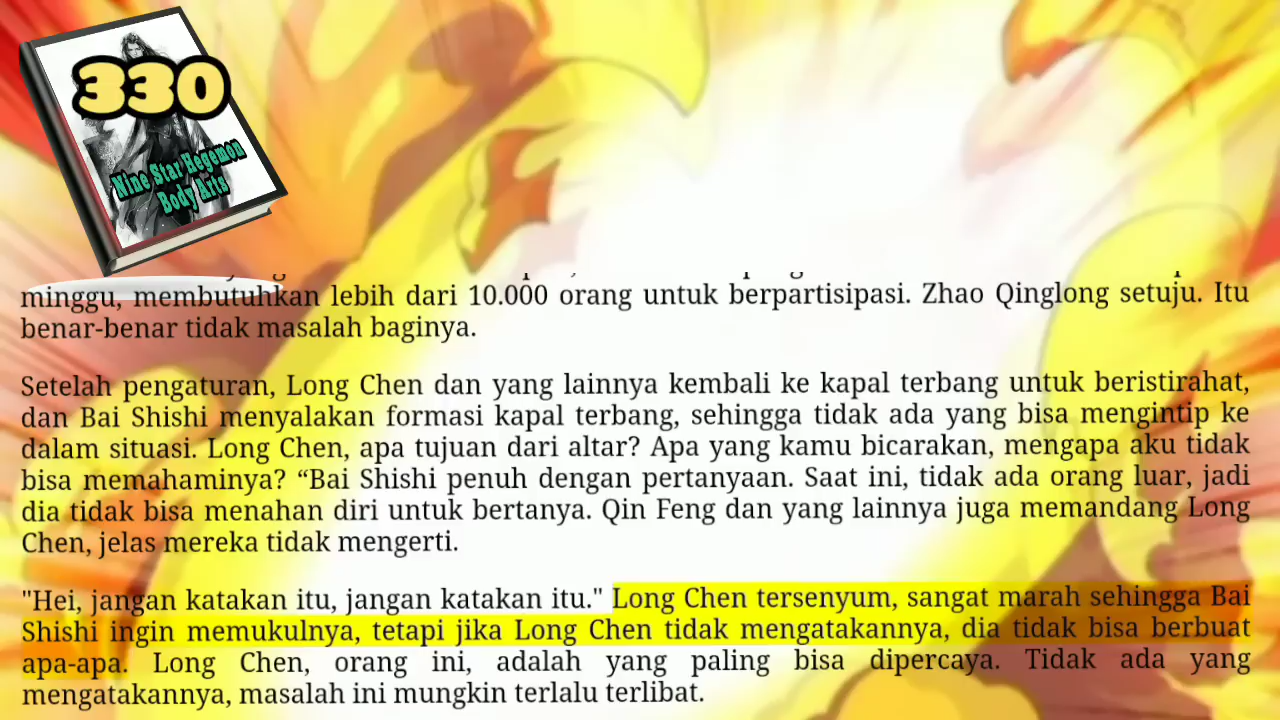 330
Nine Star Hegemon
Body Arts
minggu, membutuhkan lebih dari 10.000 orang untuk berpartisipasi. Zhao Qinglong setuju. Itu
benar-benar tidak masalah baginya.
Setelah pengaturan, Long Chen dan yang lainnya kembali ke kapal terbang untuk beristirahat,
dan Bai Shishi menyalakan formasi kapal terbang, sehingga tidak ada yang bisa mengintip ke
dalam situasi. Long Chen, apa tujuan dari altar? Apa yang kamu bicarakan, mengapa aku tidak
bisa memahaminya? “Bai Shishi penuh dengan pertanyaan. Saat ini, tidak ada orang luar, jadi
dia tidak bisa menahan diri untuk bertanya. Qin Feng dan yang lainnya juga memandang Long
Chen, jelas mereka tidak mengerti.
"Hei, jangan katakan itu, jangan katakan itu." Long Chen tersenyum, sangat marah sehingga Bai
Shishi ingin memukulnya, tetapi jika Long Chen tidak mengatakannya, dia tidak bisa berbuat
apa-apa. Long Chen, orang ini, adalah yang paling bisa dipercaya. Tidak ada yang
mengatakannya, masalah ini mungkin terlalu terlibat.